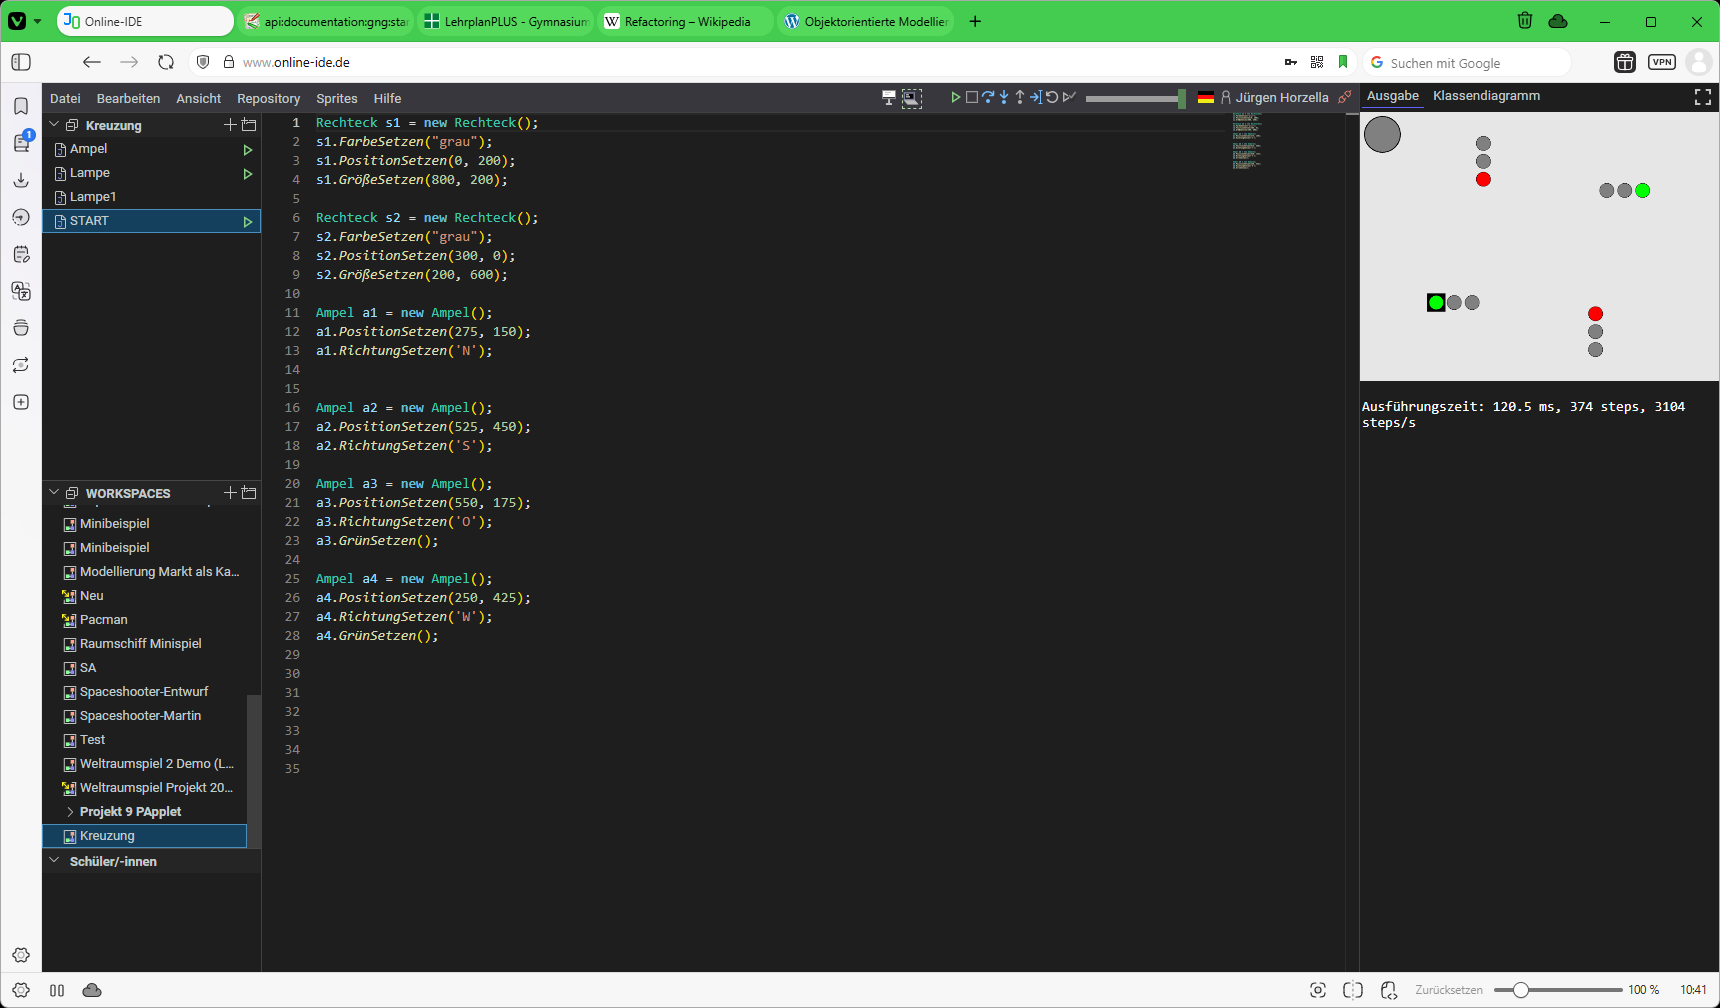 Online-IDE
api:documentation:gng:star
LehrplanPLUS - Gymnasium
W Refactoring – Wikipedia
Objektorientierte Modellier
www.online-ide.de
Suchen mit Google
VPN
1
Datei Bearbeiten Ansicht Repository Sprites Hilfe
Jürgen Horzella
Ausgabe Klassendiagramm
Kreuzung
Ampel
Lampe
Lampe1
START
WORKSPACES
Minibeispiel
Minibeispiel
Modellierung Markt als Ka...
Neu
Pacman
Raumschiff Minispiel
SA
Spaceshooter-Entwurf
Spaceshooter-Martin
Test
Weltraumspiel 2 Demo (L...
Weltraumspiel Projekt 20...
Projekt 9 PApplet
Kreuzung
Schüler/-innen
1 Rechteck s1 = new Rechteck();
2 s1.FarbeSetzen("grau");
3 s1.PositionSetzen(0, 200);
4 s1.GrößeSetzen(800, 200);
5
6 Rechteck s2 = new Rechteck();
7 s2.FarbeSetzen("grau");
8 s2.PositionSetzen(300, 0);
9 s2.GrößeSetzen(200, 600);
10
11 Ampel a1 = new Ampel();
12 a1.PositionSetzen(275, 150);
13 a1.RichtungSetzen('N');
14
15
16 Ampel a2 = new Ampel();
17 a2.PositionSetzen(525, 450);
18 a2.RichtungSetzen('S');
19
20 Ampel a3 = new Ampel();
21 a3.PositionSetzen(550, 175);
22 a3.RichtungSetzen('O');
23 a3.GrünSetzen();
24
25 Ampel a4 = new Ampel();
26 a4.PositionSetzen(250, 425);
27 a4.RichtungSetzen('W');
28 a4.GrünSetzen();
29
30
31
32
33
34
35
Ausführungszeit: 120.5 ms, 374 steps, 3104
steps/s
Zurücksetzen
100 %
10:41